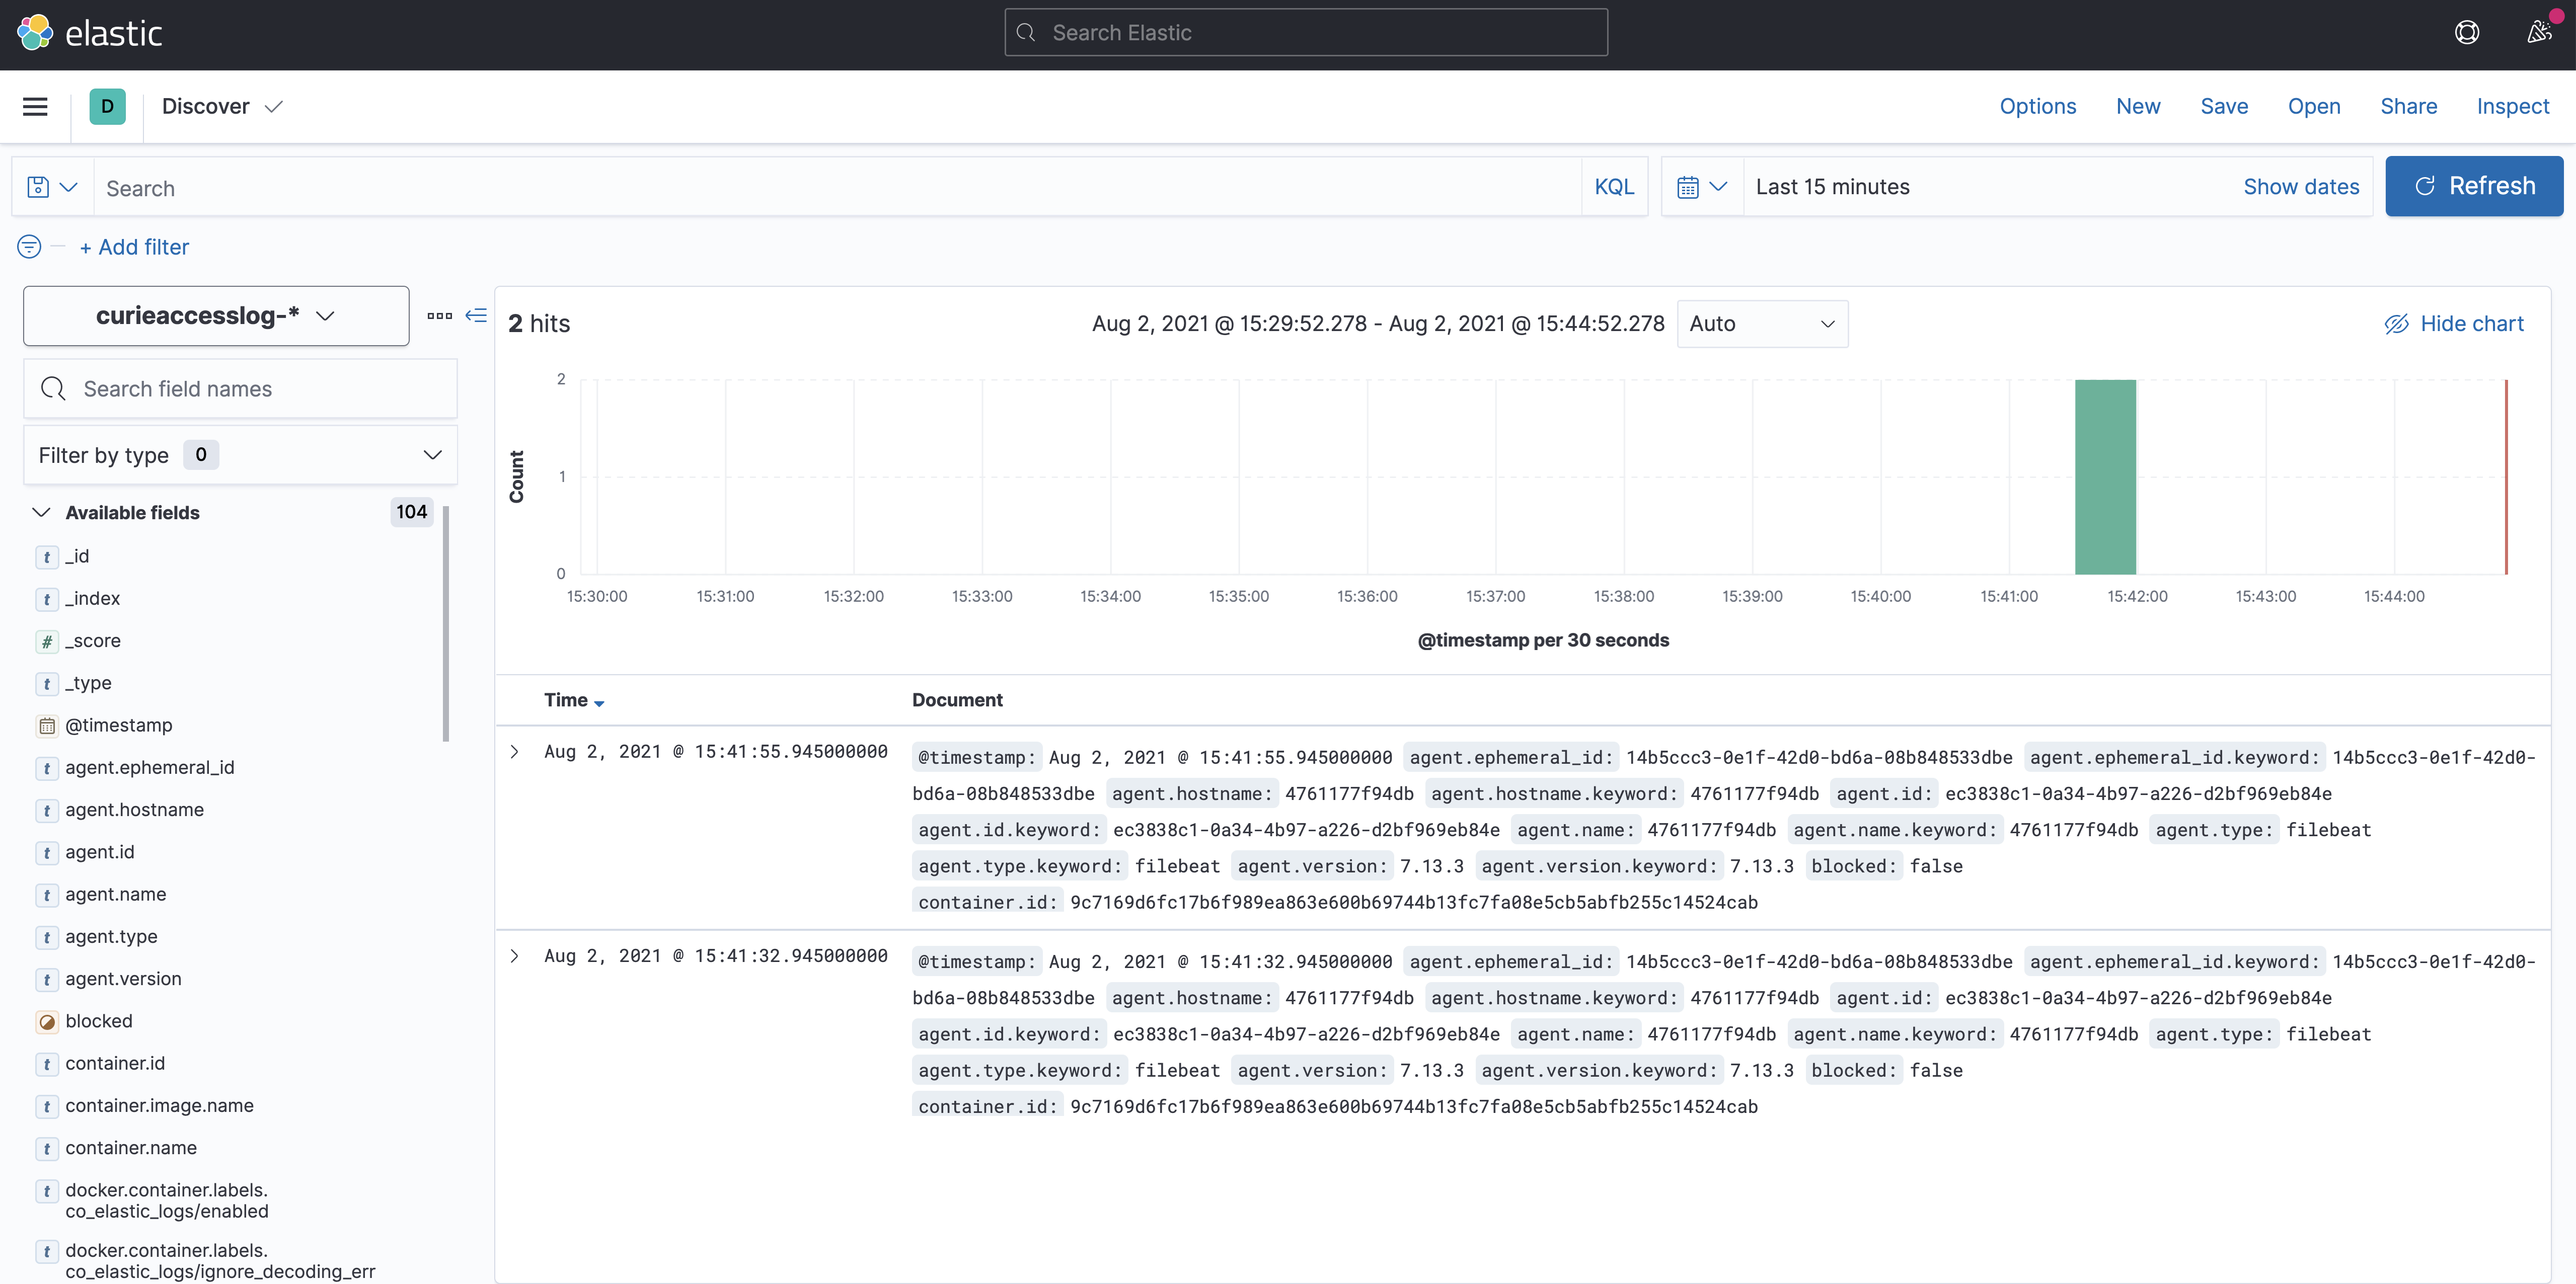 elastic
Search Elastic
D
Discover
Options New Save Open Share Inspect
Search
KQL
Last 15 minutes
Show dates
Refresh
+ Add filter
curieaccesslog-*
Search field names
Filter by type 0
Available fields 104
t _id
t _index
# _score
t _type
@timestamp
t agent.ephemeral_id
t agent.hostname
t agent.id
t agent.name
t agent.type
t agent.version
blocked
t container.id
t container.image.name
t container.name
t docker.container.labels.
co_elastic_logs/enabled
t docker.container.labels.
co_elastic_logs/ignore_decoding_err
2 hits
Aug 2, 2021 @ 15:29:52.278 - Aug 2, 2021 @ 15:44:52.278
Auto
Hide chart
Count
2
1
0
15:30:00 15:31:00 15:32:00 15:33:00 15:34:00 15:35:00 15:36:00 15:37:00 15:38:00 15:39:00 15:40:00 15:41:00 15:42:00 15:43:00 15:44:00
@timestamp per 30 seconds
Time Document
Aug 2, 2021 @ 15:41:55.945000000
@timestamp: Aug 2, 2021 @ 15:41:55.945000000 agent.ephemeral_id: 14b5ccc3-0e1f-42d0-bd6a-08b848533dbe agent.ephemeral_id.keyword: 14b5ccc3-0e1f-42d0-
bd6a-08b848533dbe agent.hostname: 4761177f94db agent.hostname.keyword: 4761177f94db agent.id: ec3838c1-0a34-4b97-a226-d2bf969eb84e
agent.id.keyword: ec3838c1-0a34-4b97-a226-d2bf969eb84e agent.name: 4761177f94db agent.name.keyword: 4761177f94db agent.type: filebeat
agent.type.keyword: filebeat agent.version: 7.13.3 agent.version.keyword: 7.13.3 blocked: false
container.id: 9c7169d6fc17b6f989ea863e600b69744b13fc7fa08e5cb5abfb255c14524cab
Aug 2, 2021 @ 15:41:32.945000000
@timestamp: Aug 2, 2021 @ 15:41:32.945000000 agent.ephemeral_id: 14b5ccc3-0e1f-42d0-bd6a-08b848533dbe agent.ephemeral_id.keyword: 14b5ccc3-0e1f-42d0-
bd6a-08b848533dbe agent.hostname: 4761177f94db agent.hostname.keyword: 4761177f94db agent.id: ec3838c1-0a34-4b97-a226-d2bf969eb84e
agent.id.keyword: ec3838c1-0a34-4b97-a226-d2bf969eb84e agent.name: 4761177f94db agent.name.keyword: 4761177f94db agent.type: filebeat
agent.type.keyword: filebeat agent.version: 7.13.3 agent.version.keyword: 7.13.3 blocked: false
container.id: 9c7169d6fc17b6f989ea863e600b69744b13fc7fa08e5cb5abfb255c14524cab